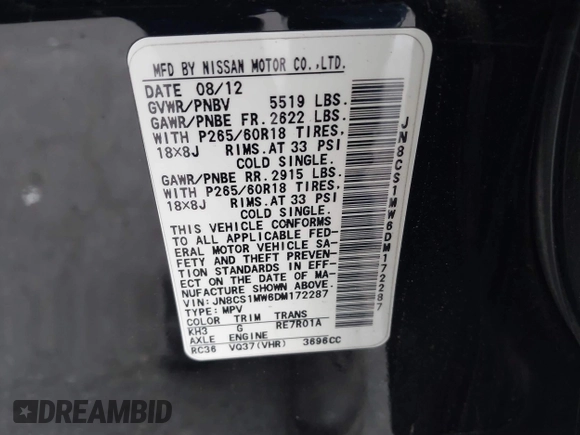 MFD BY NISSAN MOTOR CO.,LTD.
DATE 08/12
GVWR/PNBV 5519 LBS.
GAWR/PNBE FR. 2622 LBS.
WITH P265/60R18 TIRES,
18X8J RIMS.AT 33 PSI
COLD SINGLE.
GAWR/PNBE RR. 2915 LBS.
WITH P265/60R18 TIRES,
18X8J RIMS.AT 33 PSI
COLD SINGLE.
THIS VEHICLE CONFORMS
TO ALL APPLICABLE FED-
ERAL MOTOR VEHICLE SA-
FETY AND THEFT PREVEN-
TION STANDARDS IN EFF-
ECT ON THE DATE OF MA-
NUFACTURE SHOWN ABOVE.
VIN: JN8CS1MW6DM172287
TYPE: MPV
COLOR TRIM TRANS
KH3 G RE7R01A
AXLE ENGINE
RC36 VQ37(VHR) 3696CC
JN8CS1MW6DM172287
DREAMBID